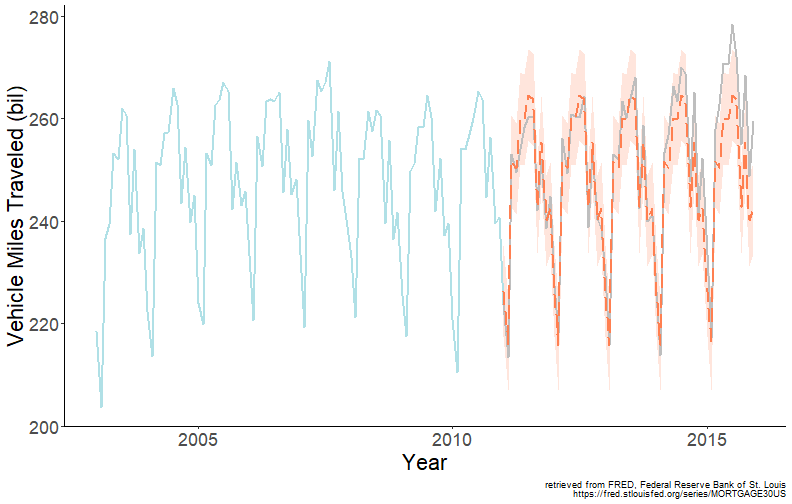 280
260
240
220
200
Vehicle Miles Traveled (bil)
2005
2010
2015
Year
retrieved from FRED, Federal Reserve Bank of St. Louis
https://fred.stlouisfed.org/series/MORTGAGE30US